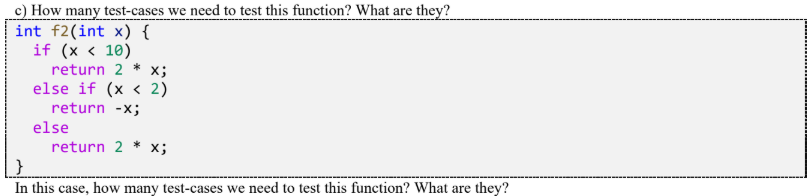 c) How many test-cases we need to test this function? What are they?
int f2(int x) {
  if (x < 10)
    return 2 * x;
  else if (x < 2)
    return -x;
  else
    return 2 * x;
}
In this case, how many test-cases we need to test this function? What are they?